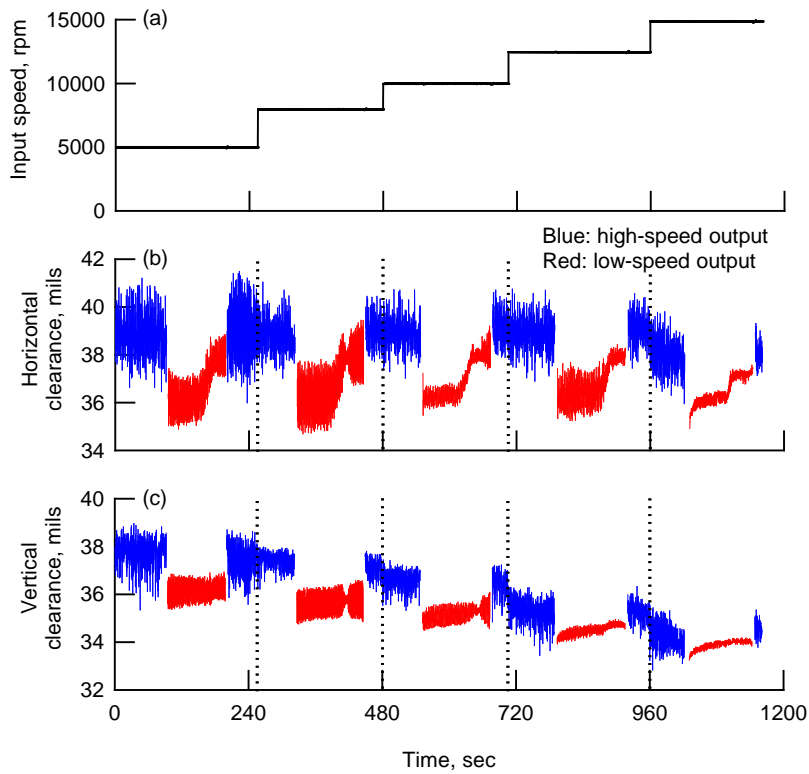 (a)
15000
10000
5000
0
Input speed, rpm
Blue: high-speed output
Red: low-speed output
(b)
42
40
38
36
34
Horizontal
clearance, mils
(c)
40
38
36
34
32
Vertical
clearance, mils
0 240 480 720 960 1200
Time, sec